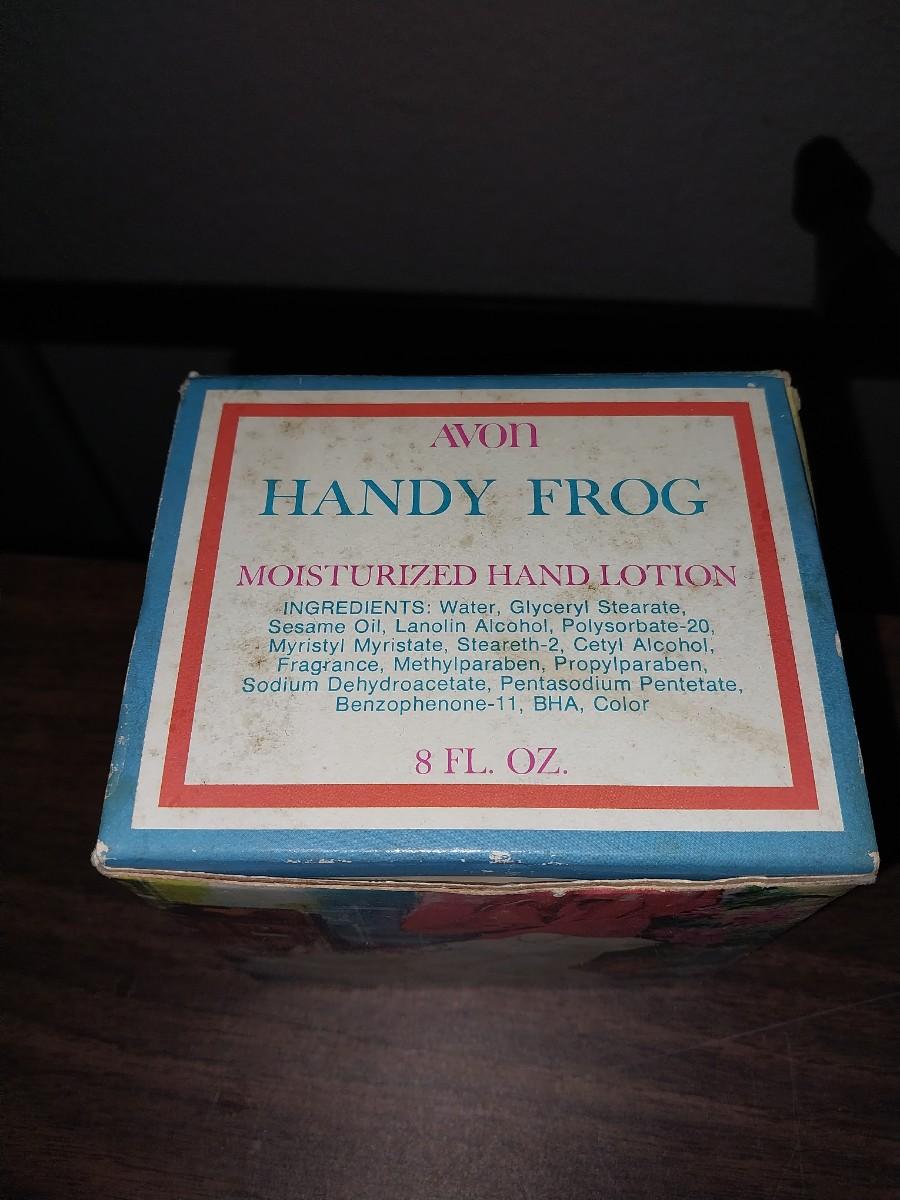 AVON
HANDY FROG
MOISTURIZED HAND LOTION
INGREDIENTS: Water, Glyceryl Stearate,
Sesame Oil, Lanolin Alcohol, Polysorbate-20,
Myristyl Myristate, Steareth-2, Cetyl Alcohol,
Fragrance, Methylparaben, Propylparaben,
Sodium Dehydroacetate, Pentasodium Pentetate,
Benzophenone-11, BHA, Color
8 FL. OZ.